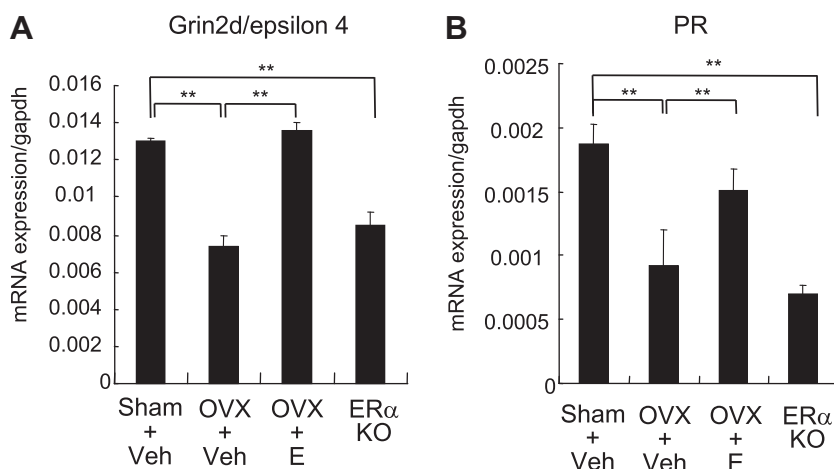 A
Grin2d/epsilon 4
mRNA expression/gapdh
0.016
0.014
0.012
0.01
0.008
0.006
0.004
0.002
0
**
**
**
Sham
+
Veh
OVX
+
Veh
OVX
+
E
ERα
KO
B
PR
mRNA expression/gapdh
0.0025
0.002
0.0015
0.001
0.0005
0
**
**
**
Sham
+
Veh
OVX
+
Veh
OVX
+
E
ERα
KO